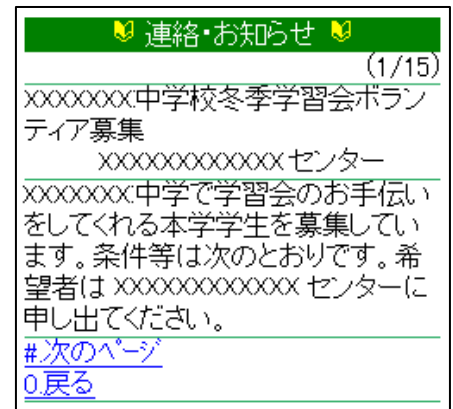 連絡・お知らせ
(1/15)
XXXXXXX中学校冬季学習会ボラン
ティア募集
XXXXXXXXXXXXセンター
XXXXXXX中学で学習会のお手伝い
をしてくれる本学学生を募集してい
ます。条件等は次のとおりです。希
望者は XXXXXXXXXXXX センターに
申し出てください。
#.次のページ
0.戻る